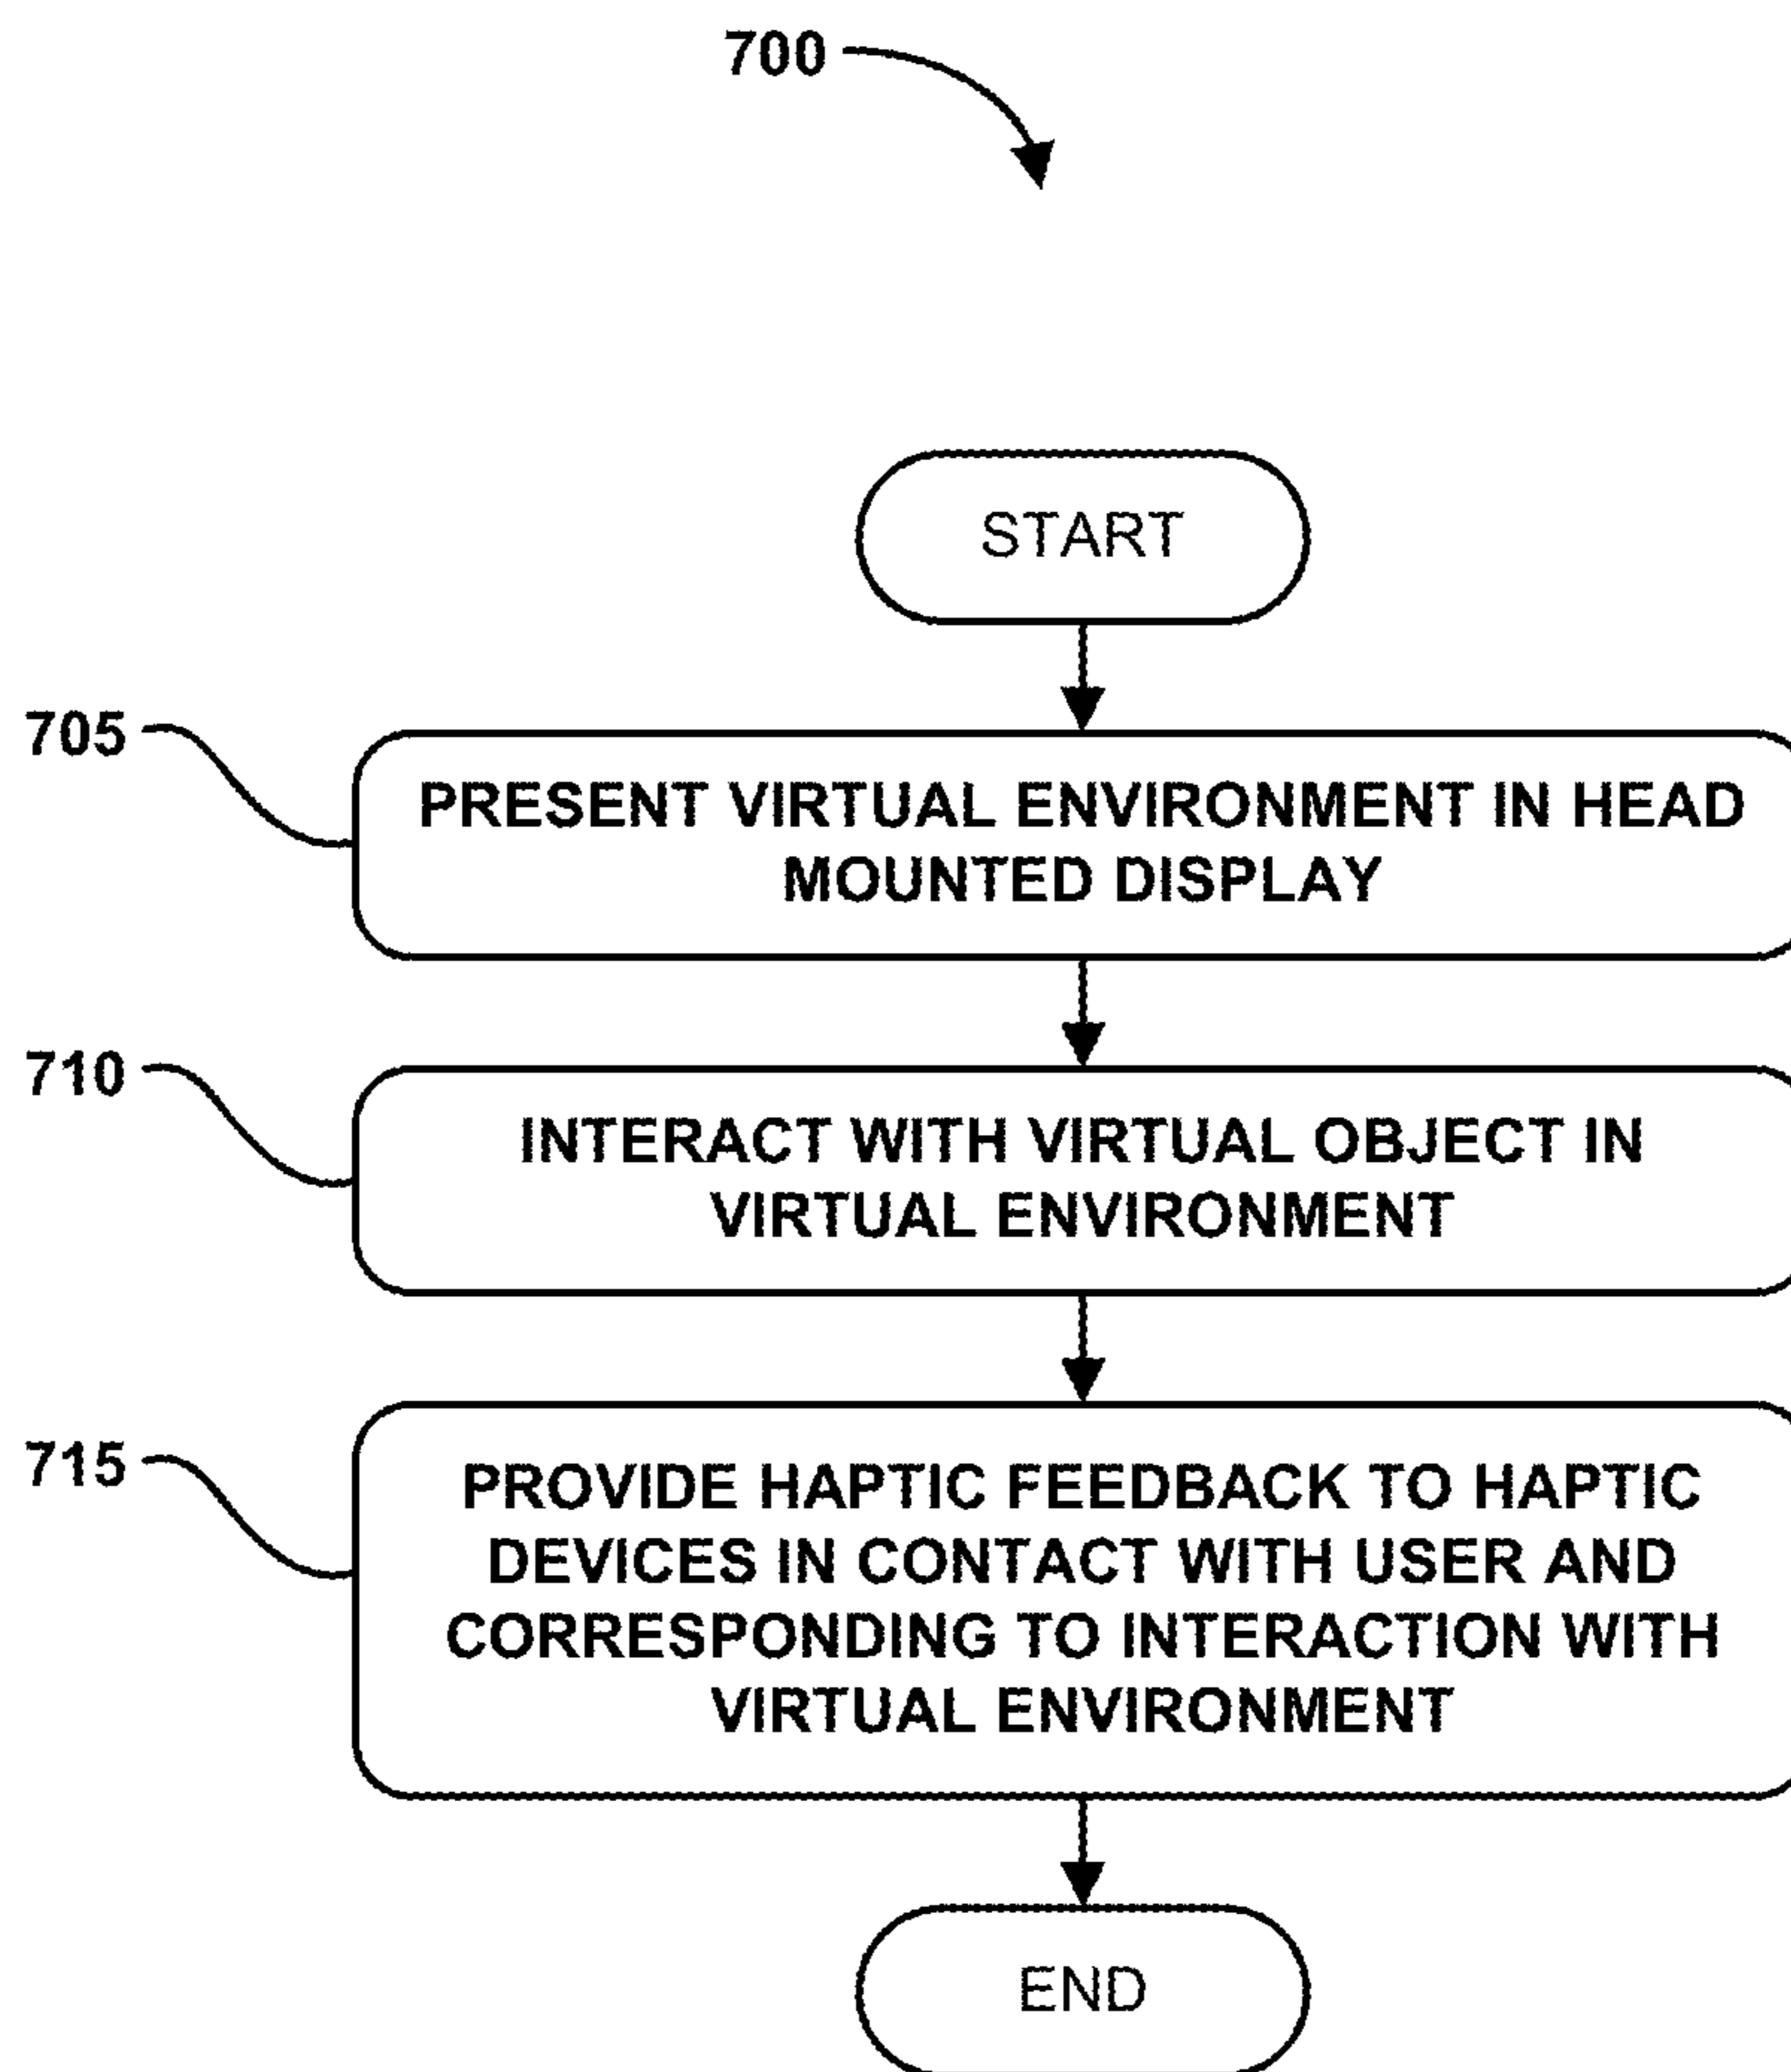 700
START
705
PRESENT VIRTUAL ENVIRONMENT IN HEAD
MOUNTED DISPLAY
710
INTERACT WITH VIRTUAL OBJECT IN
VIRTUAL ENVIRONMENT
715
PROVIDE HAPTIC FEEDBACK TO HAPTIC
DEVICES IN CONTACT WITH USER AND
CORRESPONDING TO INTERACTION WITH
VIRTUAL ENVIRONMENT
END